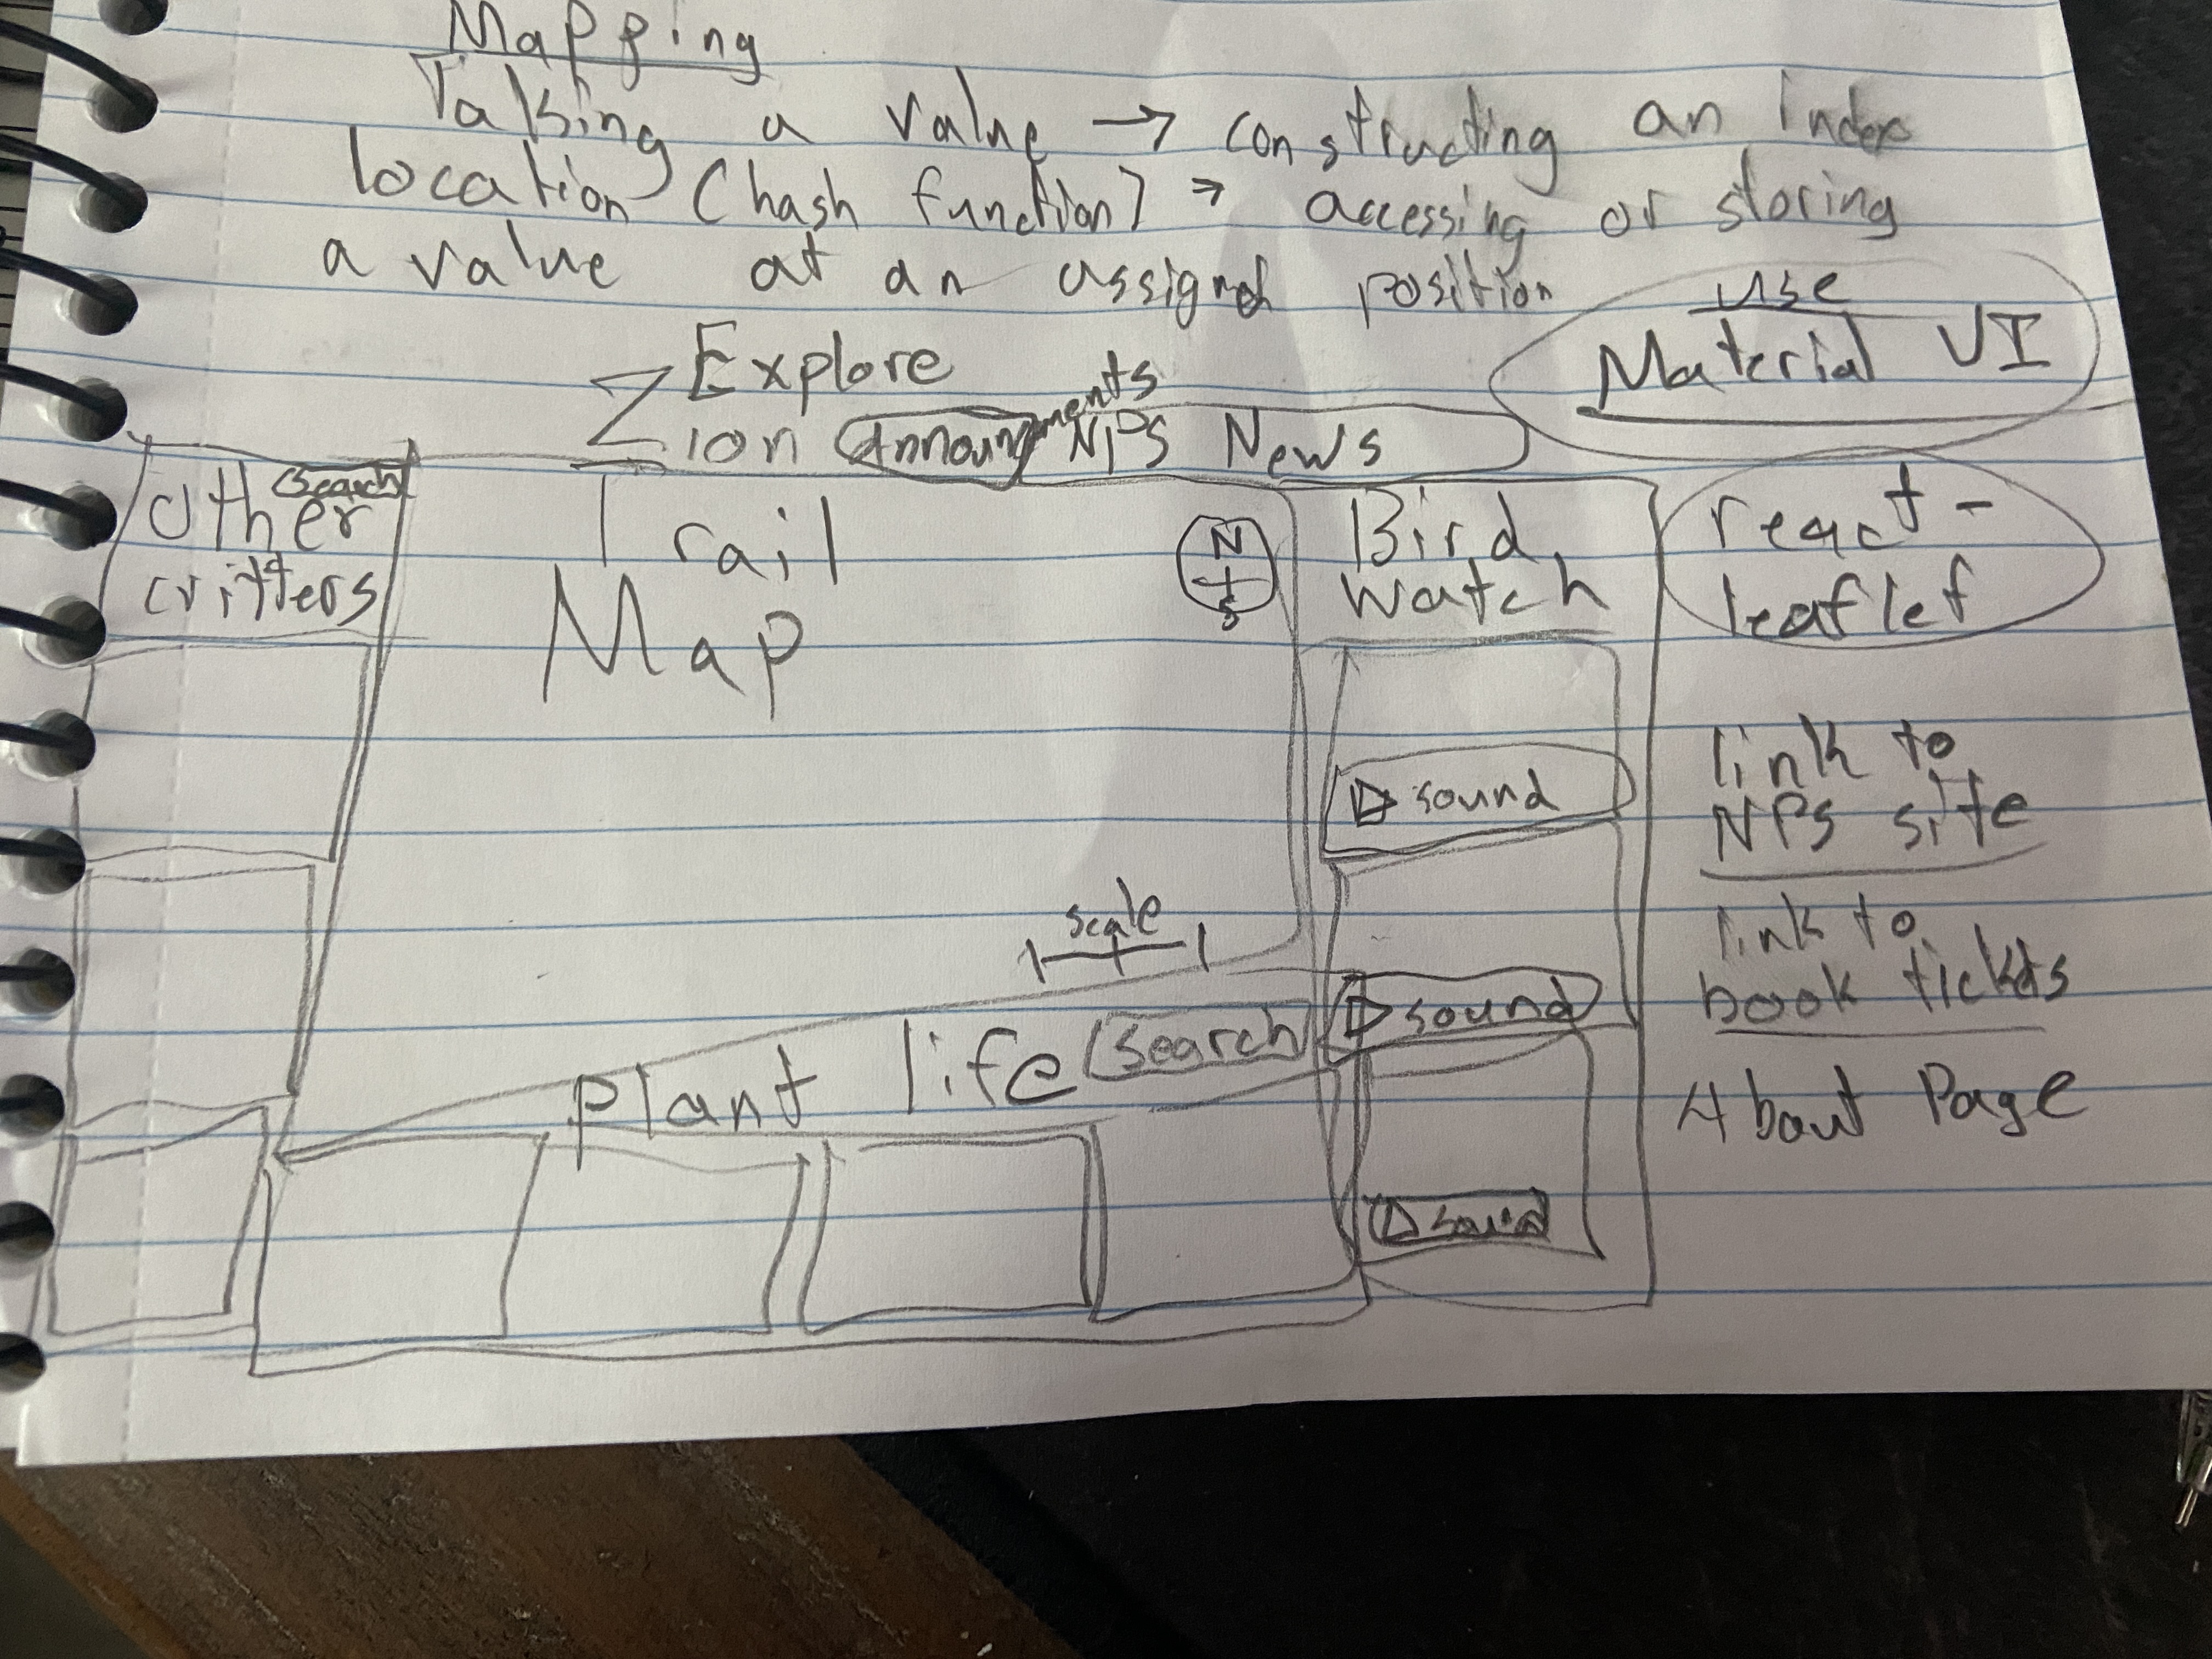 Mapping
Taking a value → constructing an Index
location (hash function) ⇒ accessing or storing
a value at an assigned position
use
Material UI
> Explore
Zion
announcements
NPS News
Other
Search
critters
Trail
Map
N
S
scale
Bird
watch
▷ sound
▷ sound
▷ sound
Plant life
Search
react-
leaflet
link to
NPS site
link to
book tickets
About Page